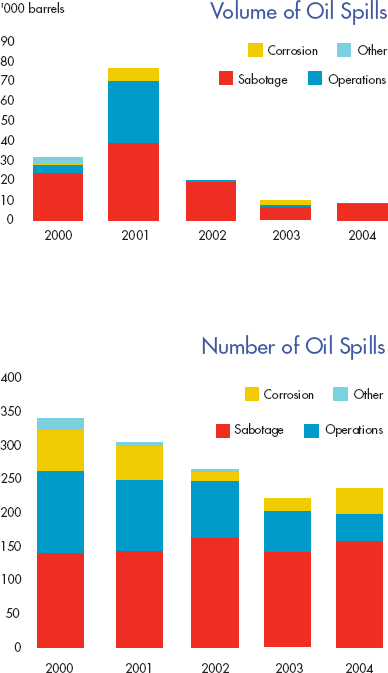 '000 barrels
Volume of Oil Spills
Corrosion Other
Sabotage Operations
90
80
70
60
50
40
30
20
10
0
2000 2001 2002 2003 2004
Number of Oil Spills
Corrosion Other
Sabotage Operations
400
350
300
250
200
150
100
50
0
2000 2001 2002 2003 2004